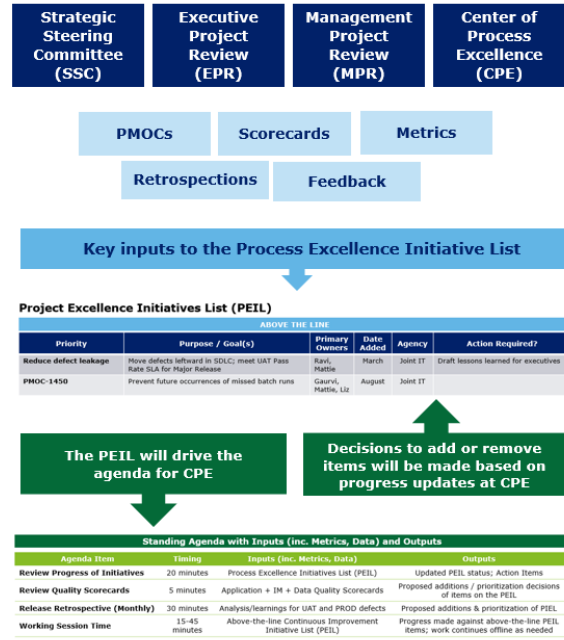 Strategic
Steering
Committee
(SSC)
Executive
Project
Review
(EPR)
Management
Project
Review
(MPR)
Center of
Process
Excellence
(CPE)
PMOCs
Scorecards
Metrics
Retrospections
Feedback
Key inputs to the Process Excellence Initiative List
Project Excellence Initiatives List (PEIL)
ABOVE THE LINE
Priority
Purpose / Goal(s)
Primary
Owners
Date
Added
Agency
Action Required?
Reduce defect leakage
Move defects leftward in SDLC; meet UAT Pass
Rate SLA for Major Release
Ravi,
Mattie
March
Joint IT
Draft lessons learned for executives
PMOC-1450
Prevent future occurrences of missed batch runs
Gaurvi,
Mattie, Liz
August
Joint IT
The PEIL will drive the
agenda for CPE
Decisions to add or remove
items will be made based on
progress updates at CPE
Standing Agenda with Inputs (inc. Metrics, Data) and Outputs
Agenda Item
Timing
Inputs (inc. Metrics, Data)
Outputs
Review Progress of Initiatives
20 minutes
Process Excellence Initiatives List (PEIL)
Updated PEIL status; Action Items
Review Quality Scorecards
5 minutes
Application + IM + Data Quality Scorecards
Proposed additions / prioritization decisions
of items on the PEIL
Release Retrospective (Monthly)
30 minutes
Analysis/learnings for UAT and PROD defects
Proposed additions & prioritization of PIEL
Working Session Time
15-45
minutes
Above-the-line Continuous Improvement
Initiative List (PEIL)
Progress made against above-the-line PEIL
items; work continues offline as needed